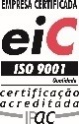 EMPRESA CERTIFICADA
eiC
ISO 9001
Qualidade
certificação
acreditada
IPAC